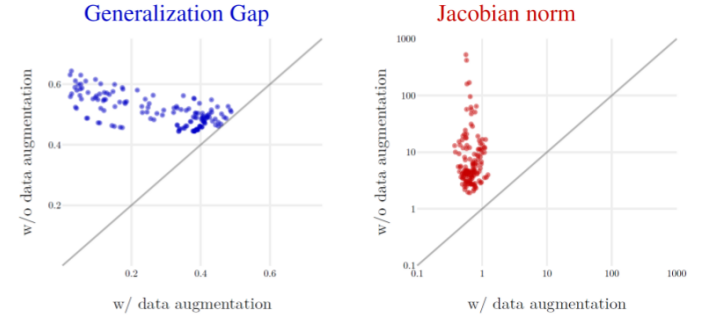 Generalization Gap
Jacobian norm
w/o data augmentation
0.6
0.4
0.2
0.2
0.4
0.6
w/ data augmentation
w/o data augmentation
1000
100
10
1
0.1
0.1
1
10
100
1000
w/ data augmentation